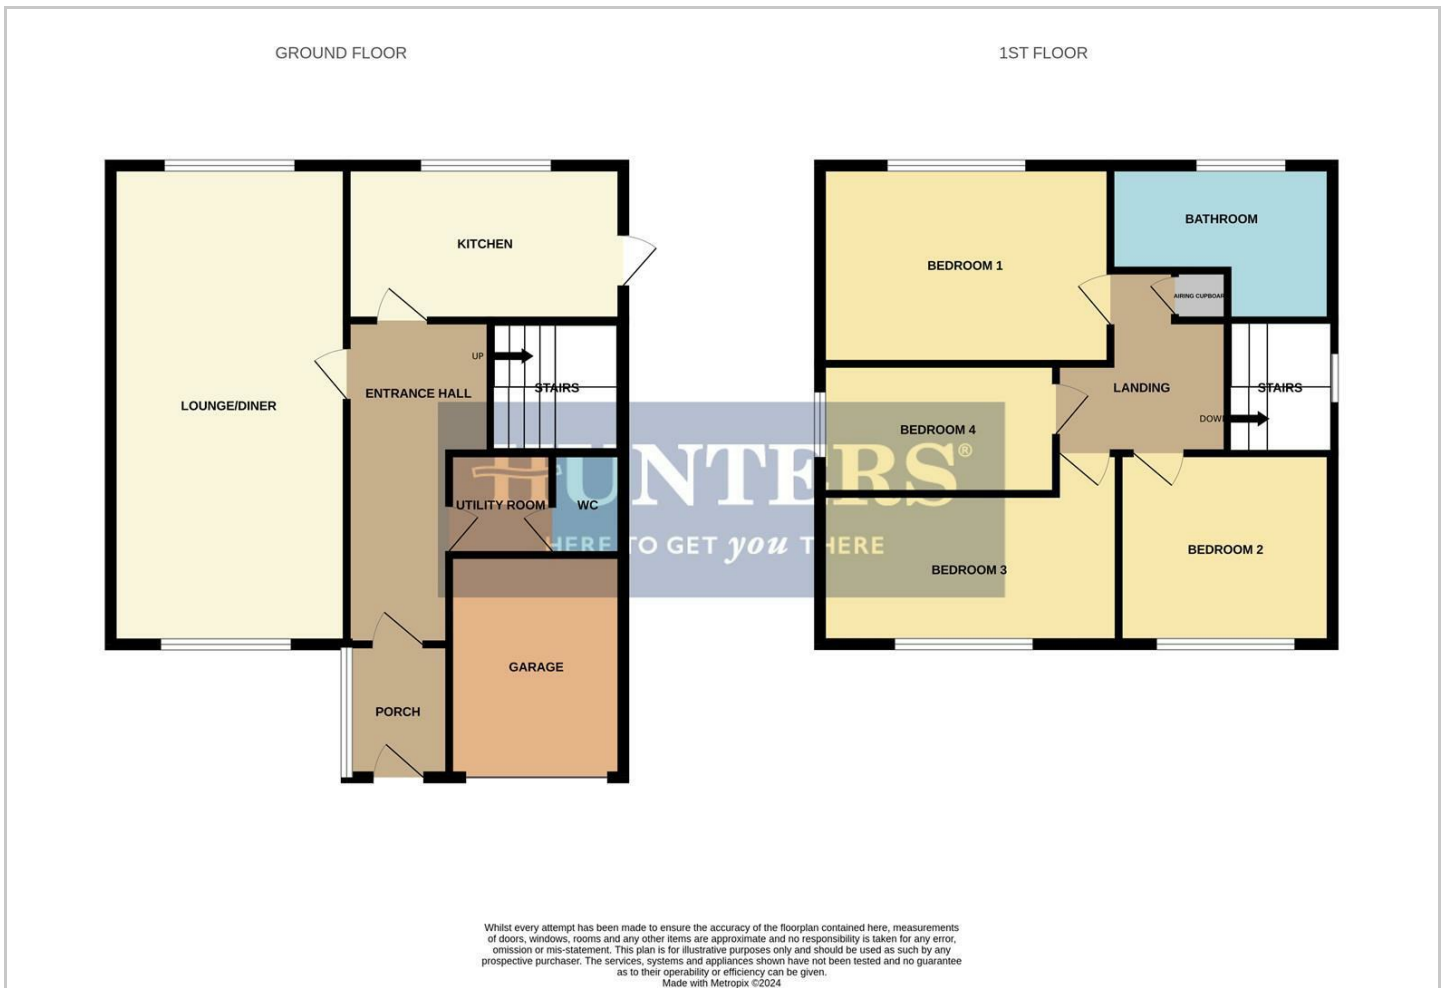 GROUND FLOOR
1ST FLOOR
KITCHEN
LOUNGE/DINER
ENTRANCE HALL
UP
STAIRS
UTILITY ROOM
WC
GARAGE
PORCH
BEDROOM 1
BATHROOM
AIRING CUPBOAR
LANDING
STAIRS
DOWN
BEDROOM 4
BEDROOM 3
BEDROOM 2
HUNTERS®
HERE TO GET you THERE
Whilst every attempt has been made to ensure the accuracy of the floorplan contained here, measurements
of doors, windows, rooms and any other items are approximate and no responsibility is taken for any error,
omission or mis-statement. This plan is for illustrative purposes only and should be used as such by any
prospective purchaser. The services, systems and appliances shown have not been tested and no guarantee
as to their operability or efficiency can be given.
Made with Metropix ©2024